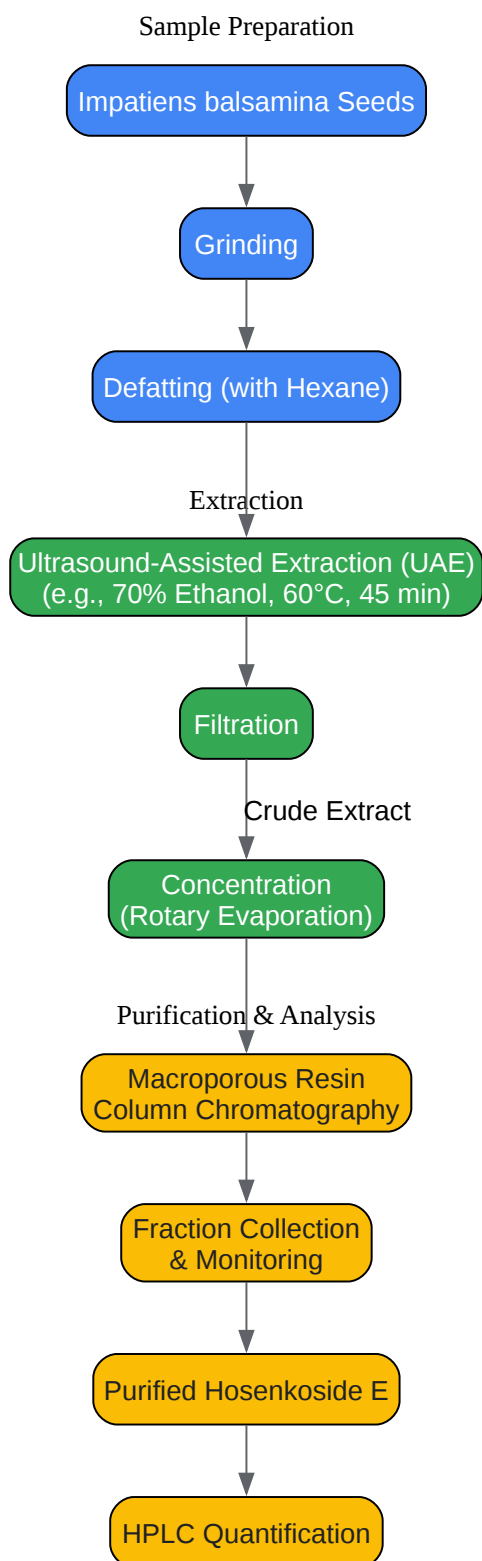 Sample Preparation
Impatiens balsamina Seeds
Grinding
Defatting (with Hexane)
Extraction
Ultrasound-Assisted Extraction (UAE)
(e.g., 70% Ethanol, 60°C, 45 min)
Filtration
Crude Extract
Concentration
(Rotary Evaporation)
Purification & Analysis
Macroporous Resin
Column Chromatography
Fraction Collection
& Monitoring
Purified Hosenkoside E
HPLC Quantification